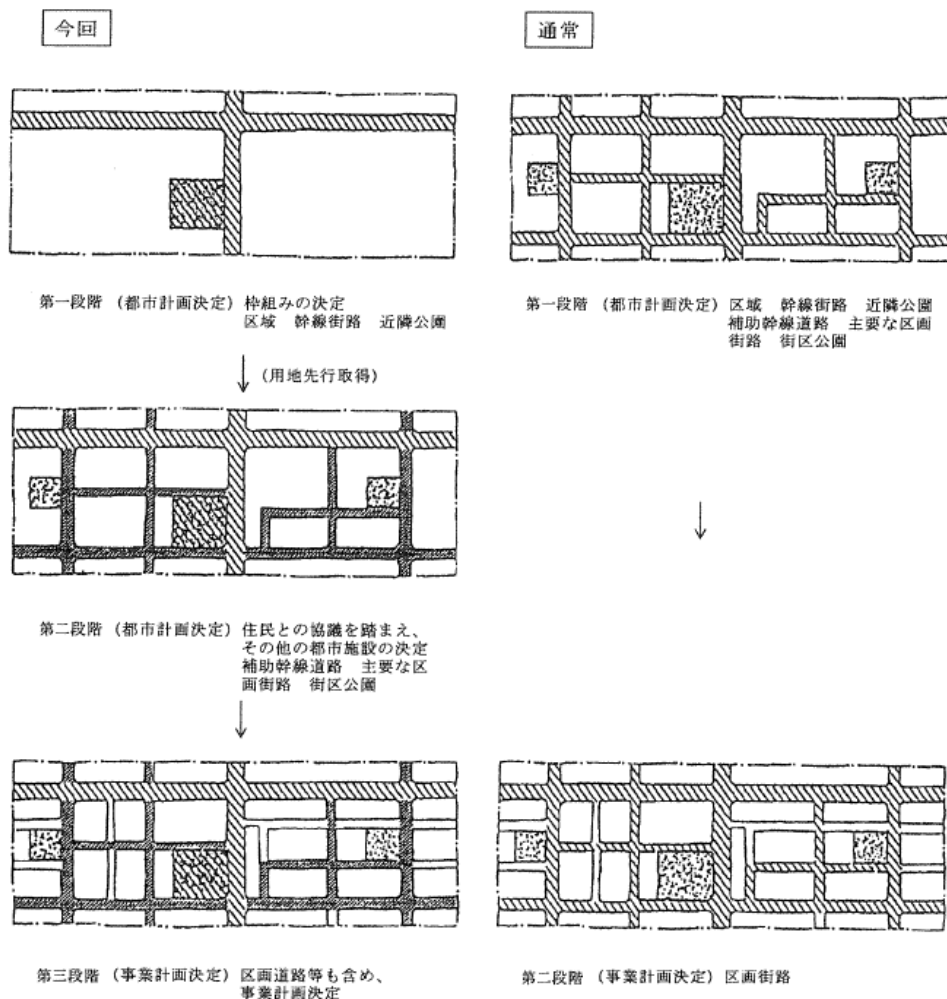 今回
第一段階 (都市計画決定) 枠組みの決定
区域 幹線街路 近隣公園
(用地先行取得)
第二段階 (都市計画決定) 住民との協議を踏まえ、
その他の都市施設の決定
補助幹線道路 主要な区
画街路 街区公園
第三段階 (事業計画決定) 区画道路等も含め、
事業計画決定
通常
第一段階 (都市計画決定) 区域 幹線街路 近隣公園
補助幹線道路 主要な区画
街路 街区公園
第二段階 (事業計画決定) 区画街路